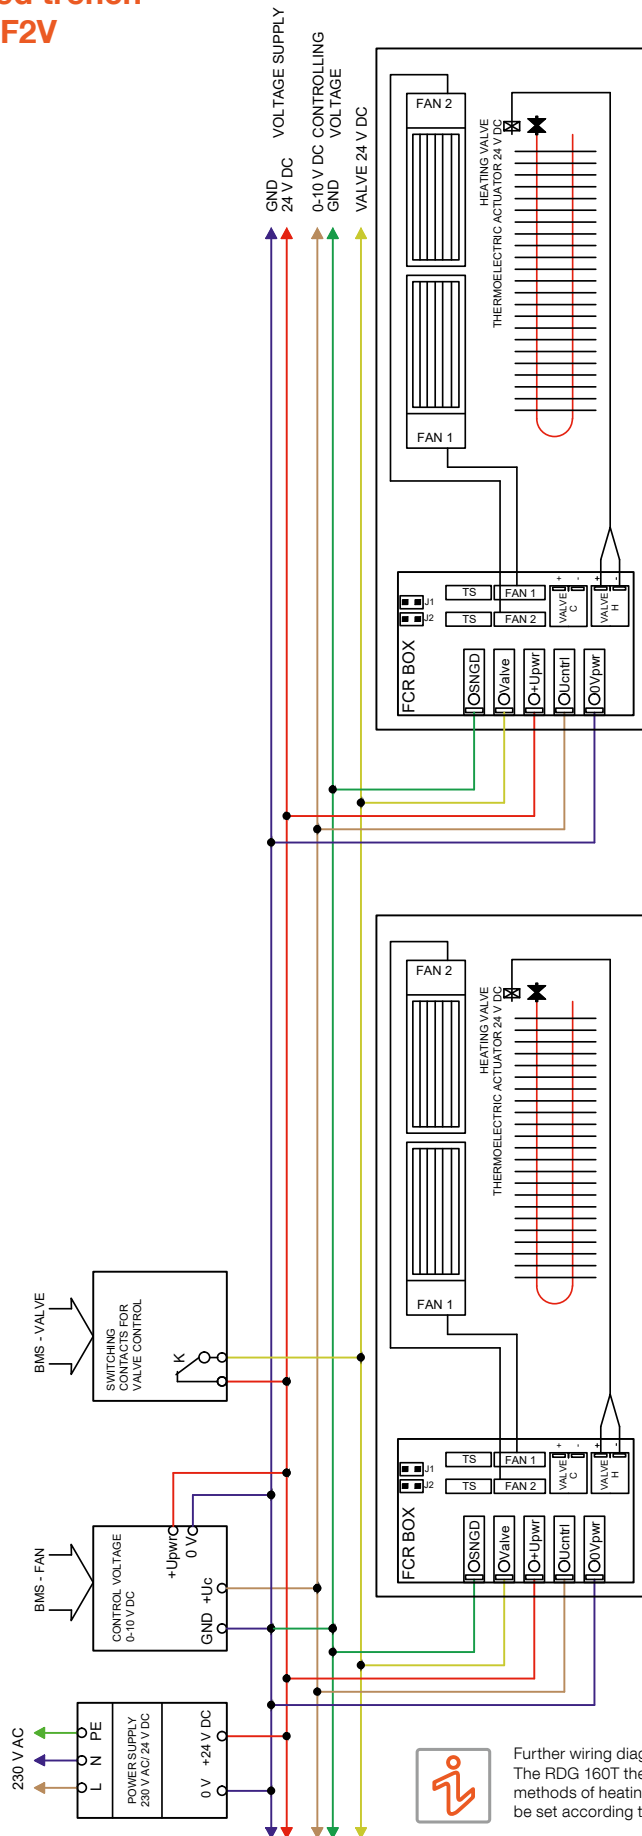 F2V
VOLTAGE SUPPLY
GND
24 V DC
0-10 V DC CONTROLLING
VOLTAGE
GND
VALVE 24 V DC
FAN 2
HEATING VALVE
THERMOELECTRIC ACTUATOR 24 V DC
FAN 1
FCR BOX
J1
J2
TS
FAN 1
TS
FAN 2
VALVE
C
+ -
VALVE
H
+ -
SNGD
Valve
+Upwr
Ucntrl
0Vpwr
FAN 2
HEATING VALVE
THERMOELECTRIC ACTUATOR 24 V DC
FAN 1
FCR BOX
J1
J2
TS
FAN 1
TS
FAN 2
VALVE
C
+ -
VALVE
H
+ -
SNGD
Valve
+Upwr
Ucntrl
0Vpwr
BMS - VALVE
SWITCHING
CONTACTS FOR
VALVE CONTROL
K
BMS - FAN
CONTROL VOLTAGE
0-10 V DC
+Upwr
0 V
GND
+Uc
230 V AC
L
N
PE
POWER SUPPLY
230 V AC/ 24 V DC
0 V
+24 V DC
Further wiring
The RDG 160T
methods of
be set according